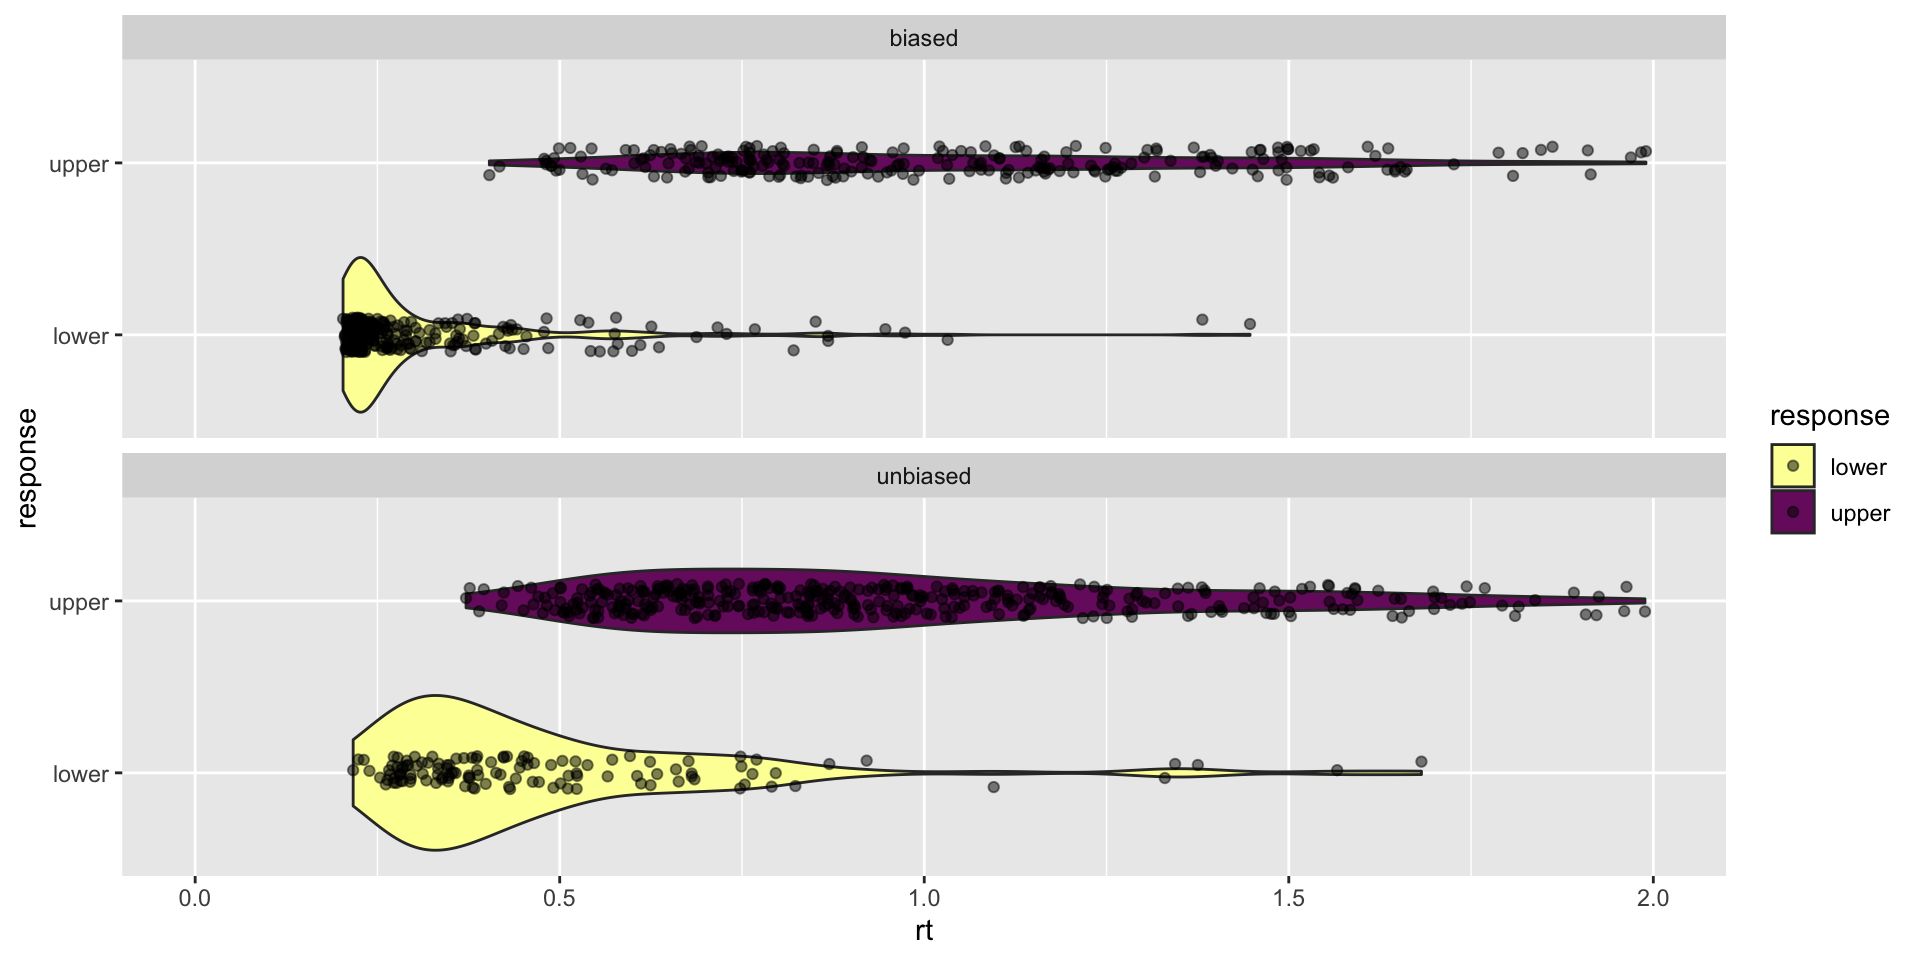 biased
upper
lower
unbiased
upper
lower
0.0 0.5 1.0 1.5 2.0
rt
response
response
lower
upper